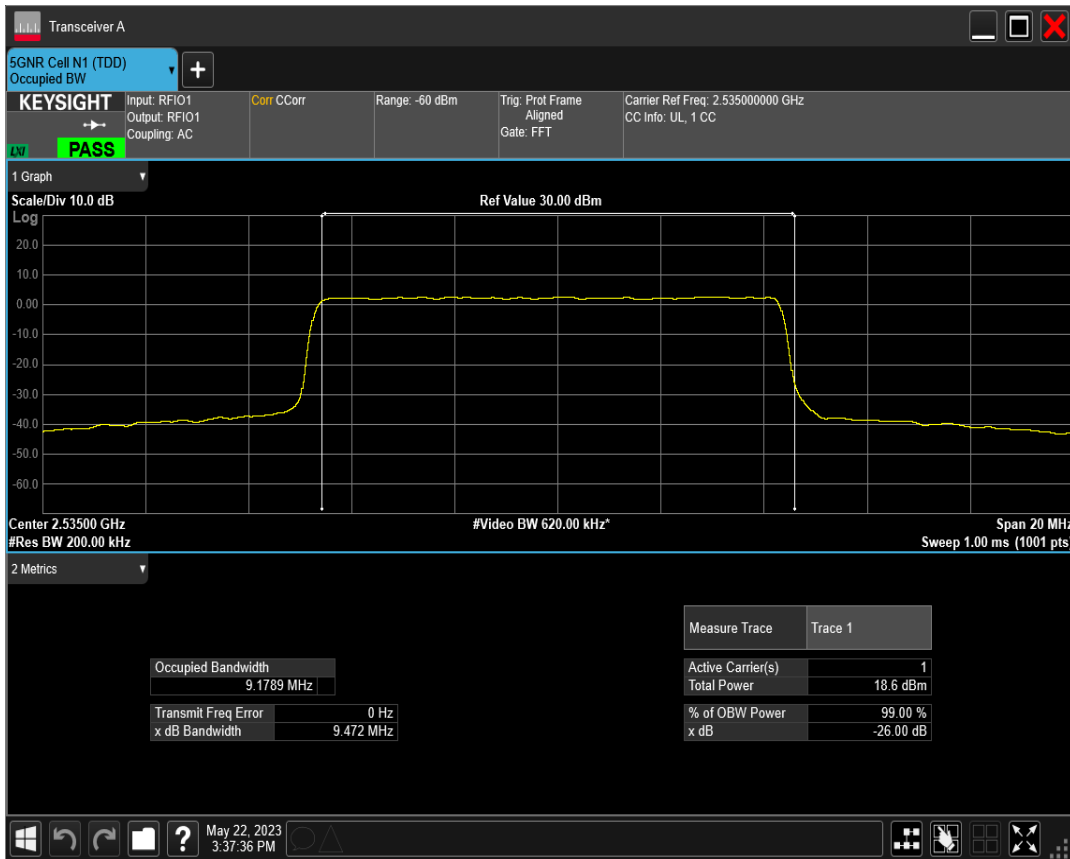 Transceiver A
5GNR Cell N1 (TDD)
Occupied BW
KEYSIGHT
LXI
PASS
Input: RFIO1
Output: RFIO1
Coupling: AC
Corr CCorr
Range: -60 dBm
Trig: Prot Frame
Aligned
Gate: FFT
Carrier Ref Freq: 2.535000000 GHz
CC Info: UL, 1 CC
1 Graph
Scale/Div 10.0 dB
Ref Value 30.00 dBm
Log
20.0
10.0
0.00
-10.0
-20.0
-30.0
-40.0
-50.0
-60.0
Center 2.53500 GHz
#Video BW 620.00 kHz*
Span 20 MHz
#Res BW 200.00 kHz
Sweep 1.00 ms (1001 pts)
2 Metrics
Measure Trace Trace 1
Occupied Bandwidth
9.1789 MHz
Active Carrier(s) 1
Total Power 18.6 dBm
Transmit Freq Error 0 Hz
x dB Bandwidth 9.472 MHz
% of OBW Power 99.00 %
x dB -26.00 dB
May 22, 2023
3:37:36 PM